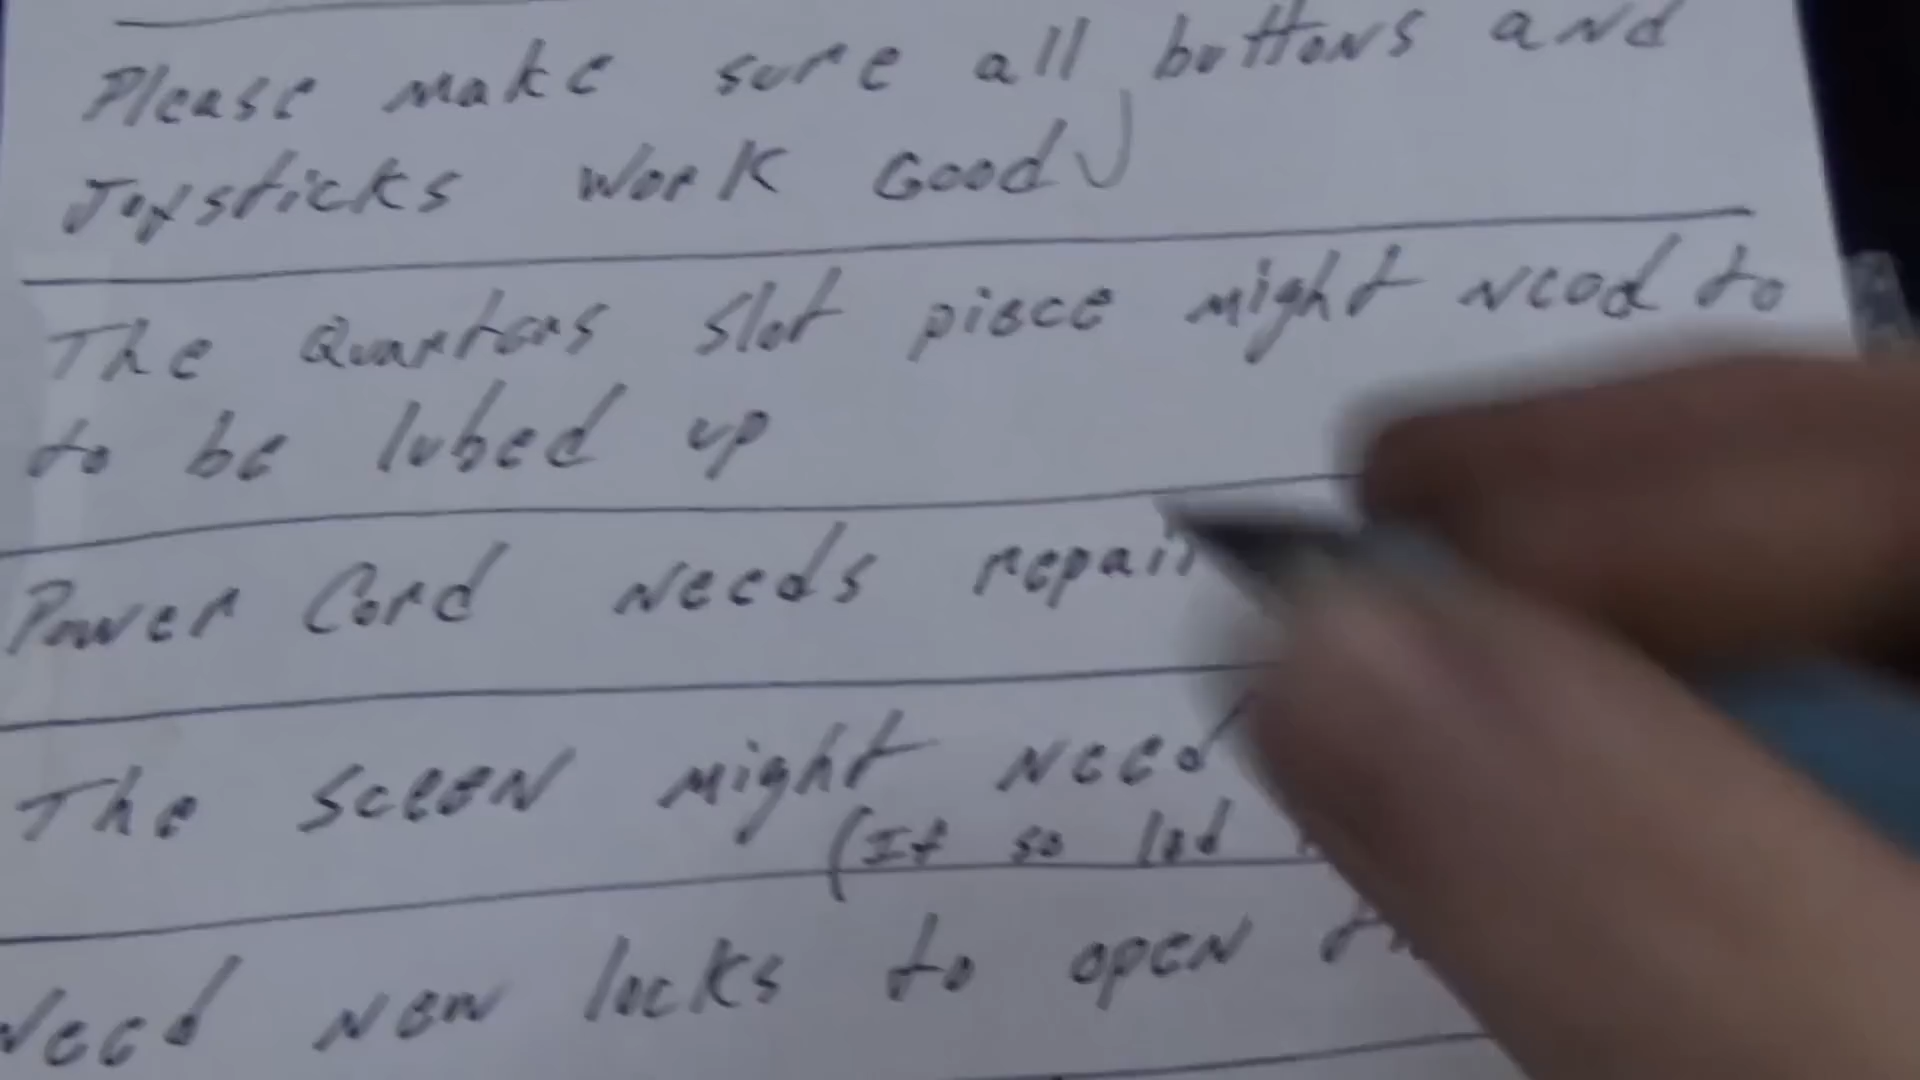 Please make sure all buttons and
Joysticks work Good
The Quarters slot piece might need to
to be lubed up
Power Cord Needs repair
The Screen might Need
(If so
Need New locks to open